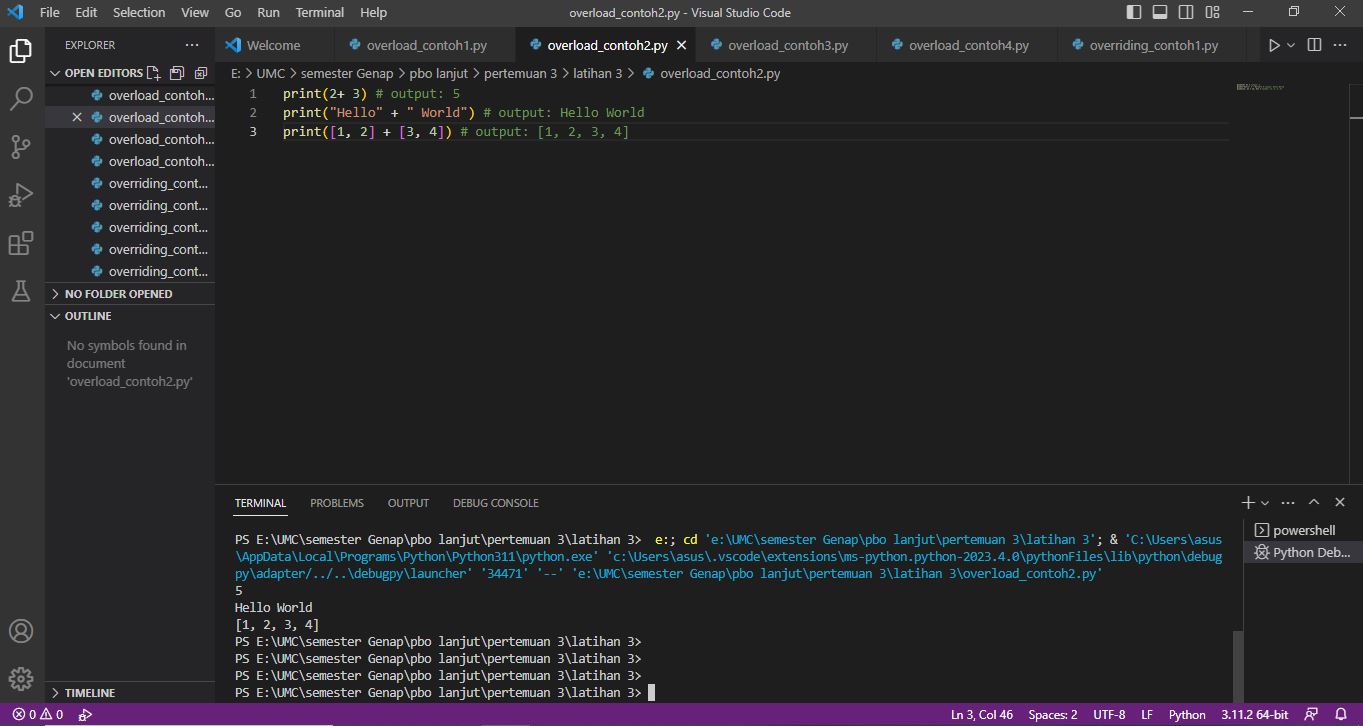 File Edit Selection View Go Run Terminal Help overload_contoh2.py - Visual Studio Code
EXPLORER ...
Welcome overload_contoh1.py overload_contoh2.py overload_contoh3.py overload_contoh4.py overriding_contoh1.py
OPEN EDITORS
overload_contoh...
overload_contoh...
overload_contoh...
overload_contoh...
overriding_cont...
overriding_cont...
overriding_cont...
overriding_cont...
overriding_cont...
NO FOLDER OPENED
OUTLINE
No symbols found in
document
'overload_contoh2.py'
TIMELINE
E: > UMC > semester Genap > pbo lanjut > pertemuan 3 > latihan 3 > overload_contoh2.py
1 print(2+ 3) # output: 5
2 print("Hello" + " World") # output: Hello World
3 print([1, 2] + [3, 4]) # output: [1, 2, 3, 4]
TERMINAL PROBLEMS OUTPUT DEBUG CONSOLE
PS E:\UMC\semester Genap\pbo lanjut\pertemuan 3\latihan 3> e:; cd 'e:\UMC\semester Genap\pbo lanjut\pertemuan 3\latihan 3'; & 'C:\Users\asus
\AppData\Local\Programs\Python\Python311\python.exe' 'c:\Users\asus\.vscode\extensions\ms-python.python-2023.4.0\pythonFiles\lib\python\debug
py\adapter/../..\debugpy\launcher' '34471' '--' 'e:\UMC\semester Genap\pbo lanjut\pertemuan 3\latihan 3\overload_contoh2.py'
5
Hello World
[1, 2, 3, 4]
PS E:\UMC\semester Genap\pbo lanjut\pertemuan 3\latihan 3>
PS E:\UMC\semester Genap\pbo lanjut\pertemuan 3\latihan 3>
PS E:\UMC\semester Genap\pbo lanjut\pertemuan 3\latihan 3>
PS E:\UMC\semester Genap\pbo lanjut\pertemuan 3\latihan 3>
powershell
Python Deb...
0 0 Ln 3, Col 46 Spaces: 2 UTF-8 LF Python 3.11.2 64-bit